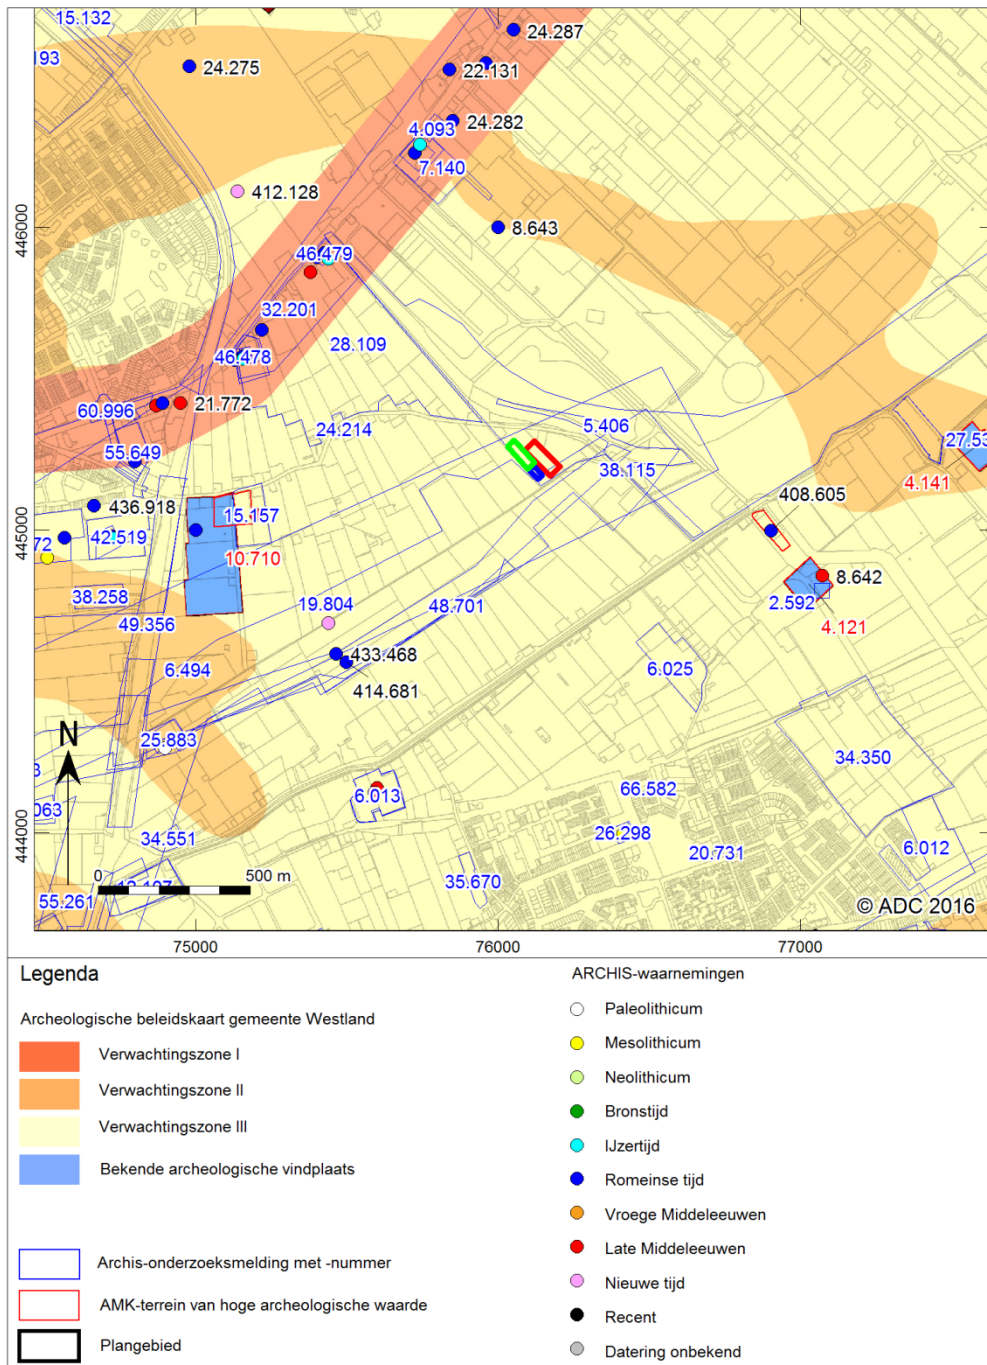 15.132
193
24.287
24.275
22.131
24.282
4.093
7.140
412.128
8.643
446000
46.479
32.201
28.109
46.478
60.996
21.772
24.214
5.406
55.649
38.115
27.53
408.605
4.141
436.918
15.157
42.519
72
445000
10.710
8.642
38.258
2.592
19.804
48.701
49.356
4.121
433.468
6.025
6.494
414.681
N
25.883
34.350
3
6.013
66.582
063
34.551
26.298
444000
20.731
6.012
0 500 m
35.670
55.261
© ADC 2016
75000 76000 77000
Legenda
Archeologische beleidskaart gemeente Westland
Verwachtingszone I
Verwachtingszone II
Verwachtingszone III
Bekende archeologische vindplaats
Archis-onderzoeksmelding met -nummer
AMK-terrein van hoge archeologische waarde
Plangebied
ARCHIS-waarnemingen
Paleolithicum
Mesolithicum
Neolithicum
Bronstijd
IJzertijd
Romeinse tijd
Vroege Middeleeuwen
Late Middeleeuwen
Nieuwe tijd
Recent
Datering onbekend